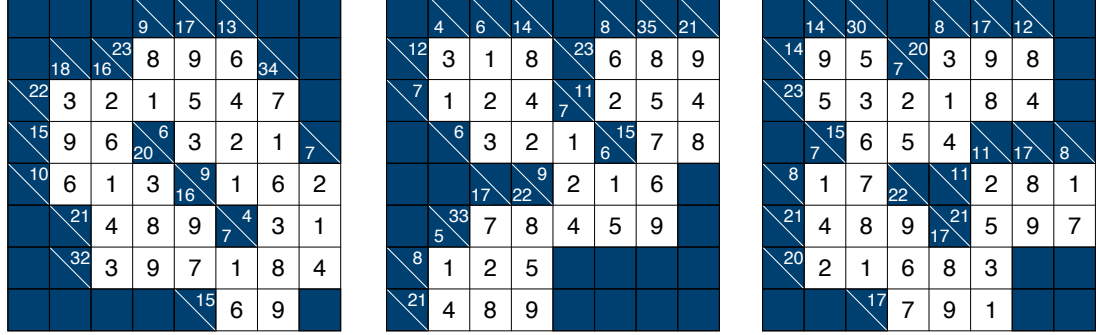 9 17 13
18 16 23 8 9 6 34
22 3 2 1 5 4 7
15 9 6 20 6 3 2 1 7
10 6 1 3 16 9 1 6 2
21 4 8 9 7 4 3 1
32 3 9 7 1 8 4
15 6 9
4 6 14 8 35 21
12 3 1 8 23 6 8 9
7 1 2 4 7 11 2 5 4
6 3 2 1 6 15 7 8
17 22 9 2 1 6
5 33 7 8 4 5 9
8 1 2 5
21 4 8 9
14 30 8 17 12
14 9 5 7 20 3 9 8
23 5 3 2 1 8 4
7 15 6 5 4 11 17 8
8 1 7 22 11 2 8 1
21 4 8 9 17 21 5 9 7
20 2 1 6 8 3
17 7 9 1